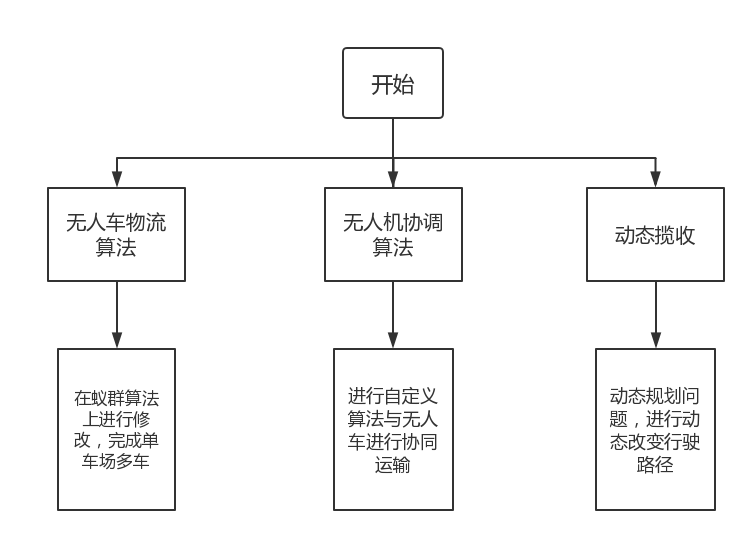 开始
无人车物流
算法
无人机协调
算法
动态揽收
在蚁群算法
上进行修
改，完成单
车场多车
进行自定义
算法与无人
车进行协同
运输
动态规划问
题，进行动
态改变行驶
路径